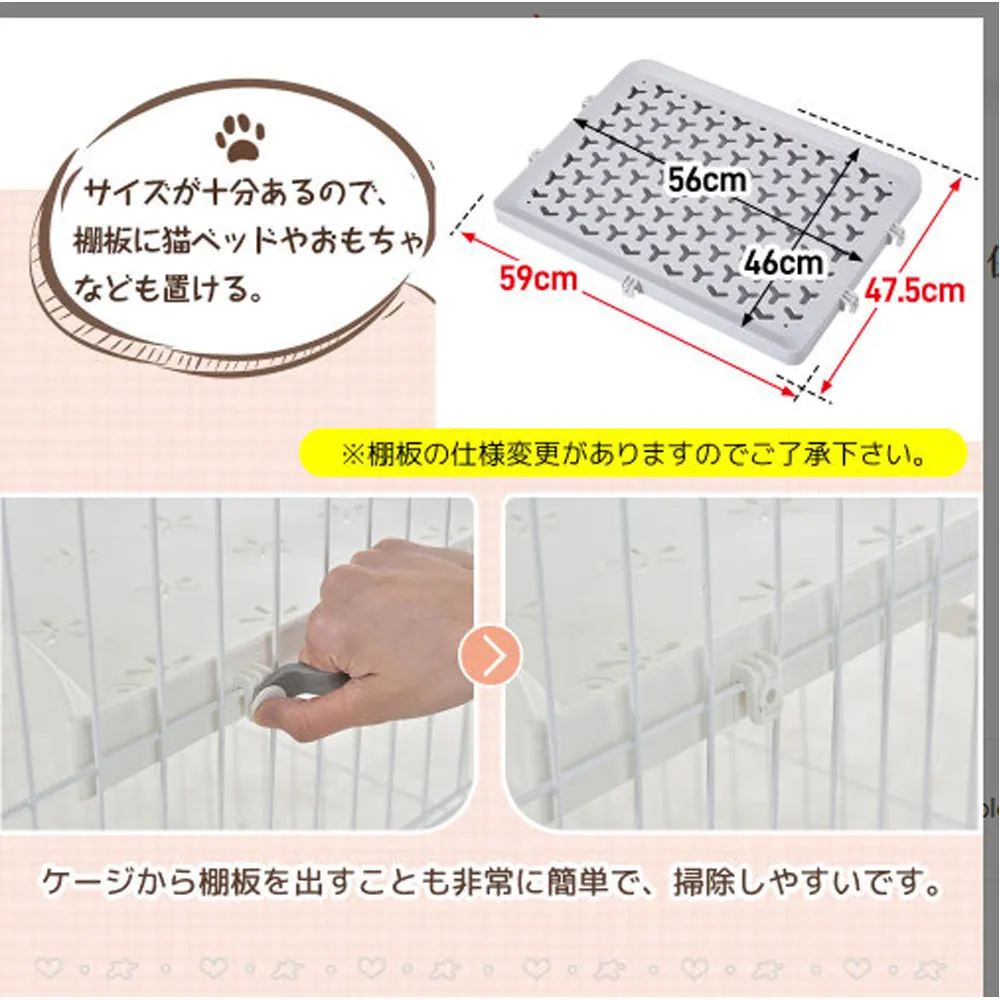 サイズが十分あるので、
棚板に猫ベッドやおもちゃ
なども置ける。
56cm
46cm
59cm
47.5cm
※棚板の仕様変更がありますのでご了承下さい。
ケージから棚板を出すことも非常に簡単で、掃除しやすいです。